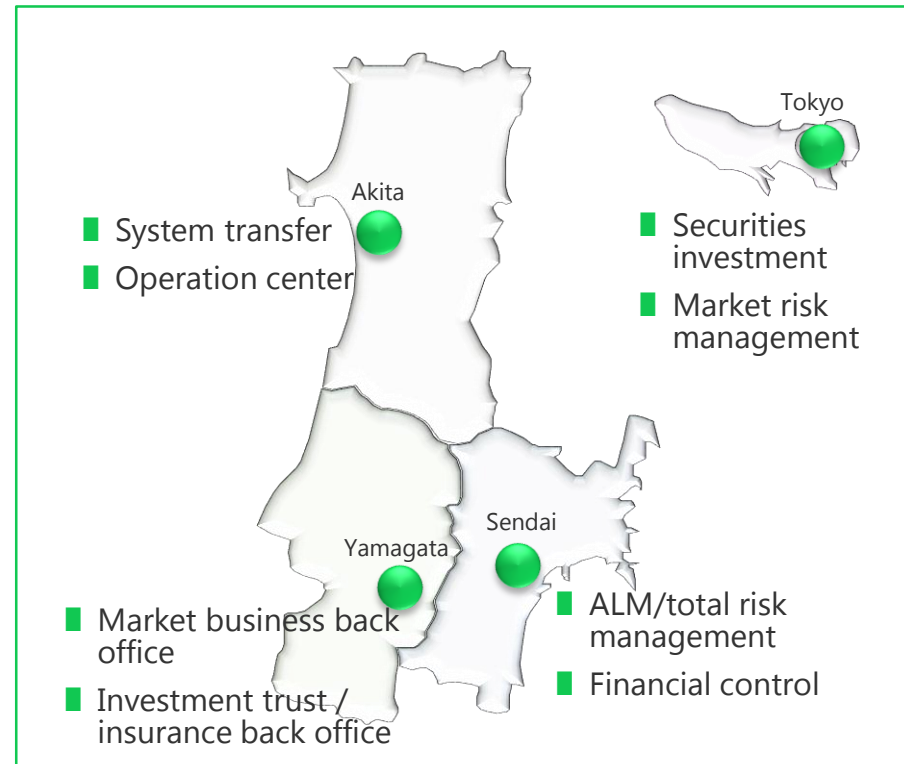 Tokyo
Akita
System transfer
Operation center
Securities
investment
Market risk
management
Sendai
Yamagata
Market business back
office
Investment trust /
insurance back office
ALM/total risk
management
Financial control